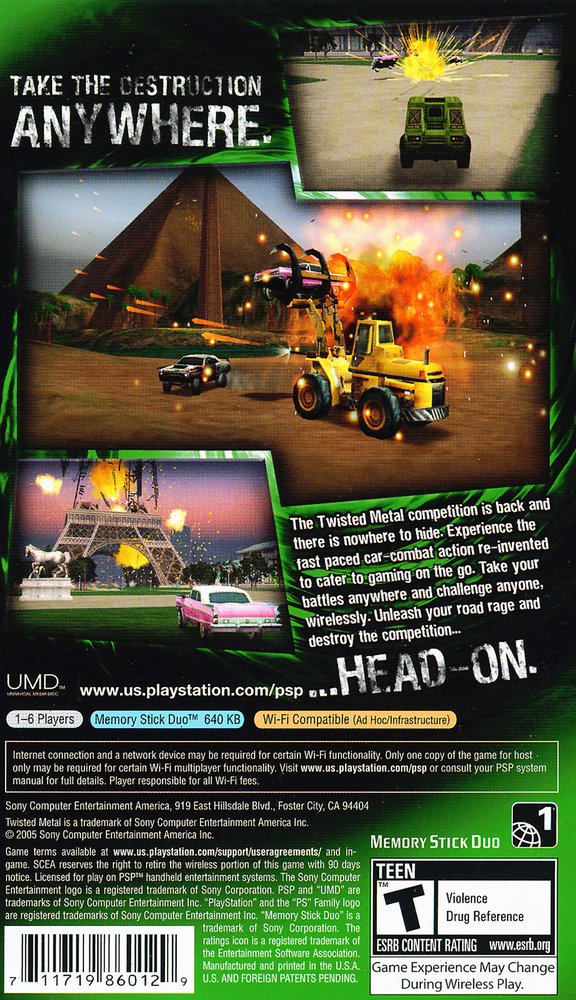 TAKE THE DESTRUCTION
ANYWHERE.
The Twisted Metal competition is back and
there is nowhere to hide. Experience the
fast paced car-combat action re-invented
to cater to gaming on the go. Take your
battles anywhere and challenge anyone,
wirelessly. Unleash your road rage and
destroy the competition...
...HEAD-ON.
UMD™
UNIVERSAL MEDIA DISC
www.us.playstation.com/psp
1-6 Players
Memory Stick Duo™ 640 KB
Wi-Fi Compatible (Ad Hoc/Infrastructure)
Internet connection and a network device may be required for certain Wi-Fi functionality. Only one copy of the game for host
only may be required for certain Wi-Fi multiplayer functionality. Visit www.us.playstation.com/psp or consult your PSP system
manual for full details. Player responsible for all Wi-Fi fees.
Sony Computer Entertainment America, 919 East Hillsdale Blvd., Foster City, CA 94404
Twisted Metal is a trademark of Sony Computer Entertainment America Inc.
© 2005 Sony Computer Entertainment America Inc.
Game terms available at www.us.playstation.com/support/useragreements/ and in-
game. SCEA reserves the right to retire the wireless portion of this game with 90 days
notice. Licensed for play on PSP™ handheld entertainment systems. The Sony Computer
Entertainment logo is a registered trademark of Sony Corporation. PSP and "UMD" are
trademarks of Sony Computer Entertainment Inc. "PlayStation" and the "PS" Family logo
are registered trademarks of Sony Computer Entertainment Inc. "Memory Stick Duo" is a
trademark of Sony Corporation. The
ratings icon is a registered trademark of
the Entertainment Software Association.
Manufactured and printed in the U.S.A.
U.S. AND FOREIGN PATENTS PENDING.
7 11719 86012 9
MEMORY STICK DUO
1
TEEN
T™
Violence
Drug Reference
ESRB CONTENT RATING www.esrb.org
Game Experience May Change
During Wireless Play.